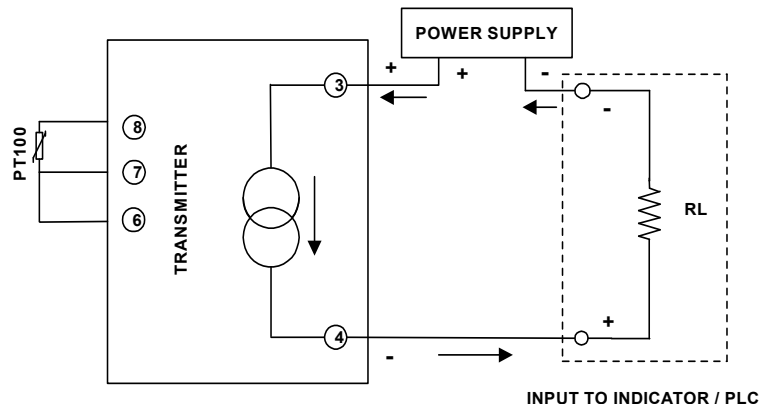 POWER SUPPLY
+
+
-
3
-
8
PT100
7
TRANSMITTER
RL
6
+
4
-
INPUT TO INDICATOR / PLC